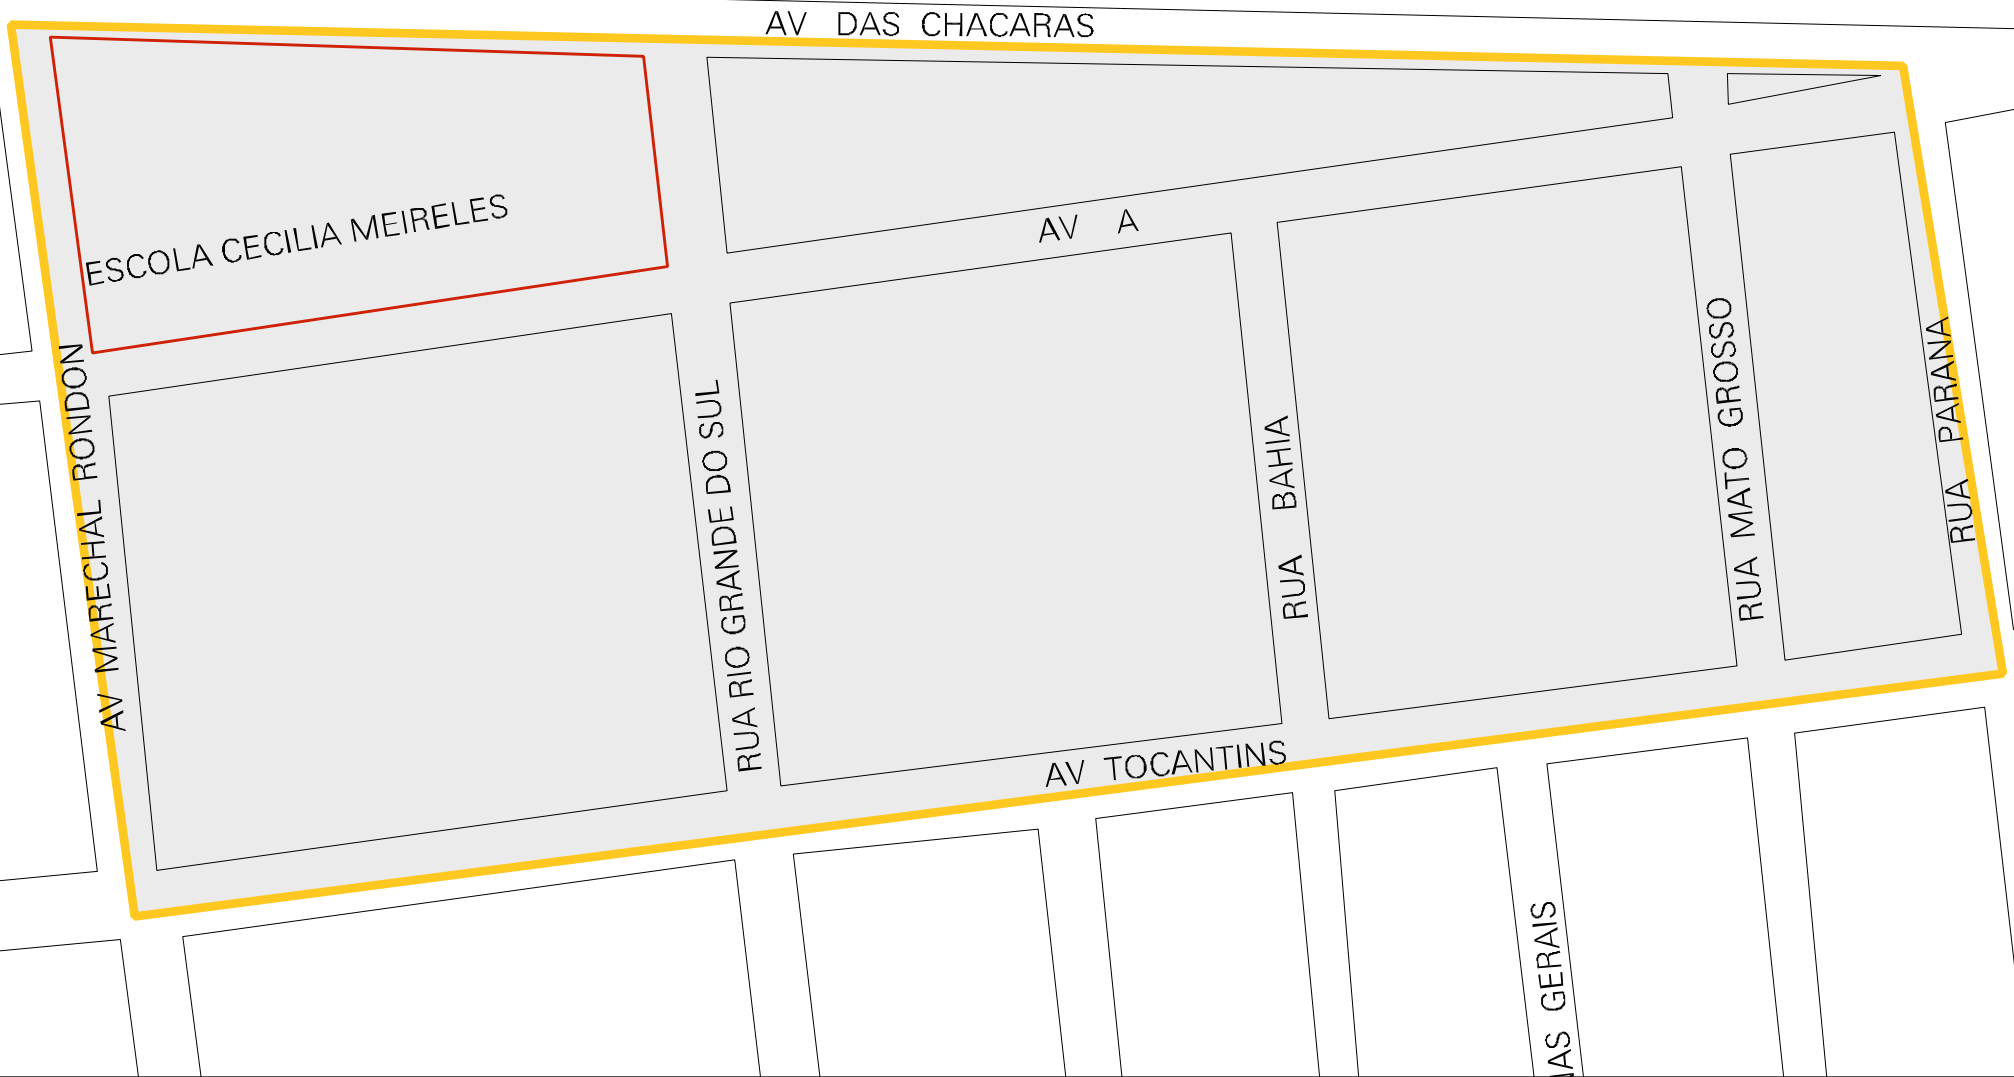 AV DAS CHACARAS
ESCOLA CECILIA MEIRELES
AV A
AV MARECHAL RONDON
RUA RIO GRANDE DO SUL
RUA BAHIA
RUA MATO GROSSO
RUA PARANA
AV TOCANTINS
GERAIS